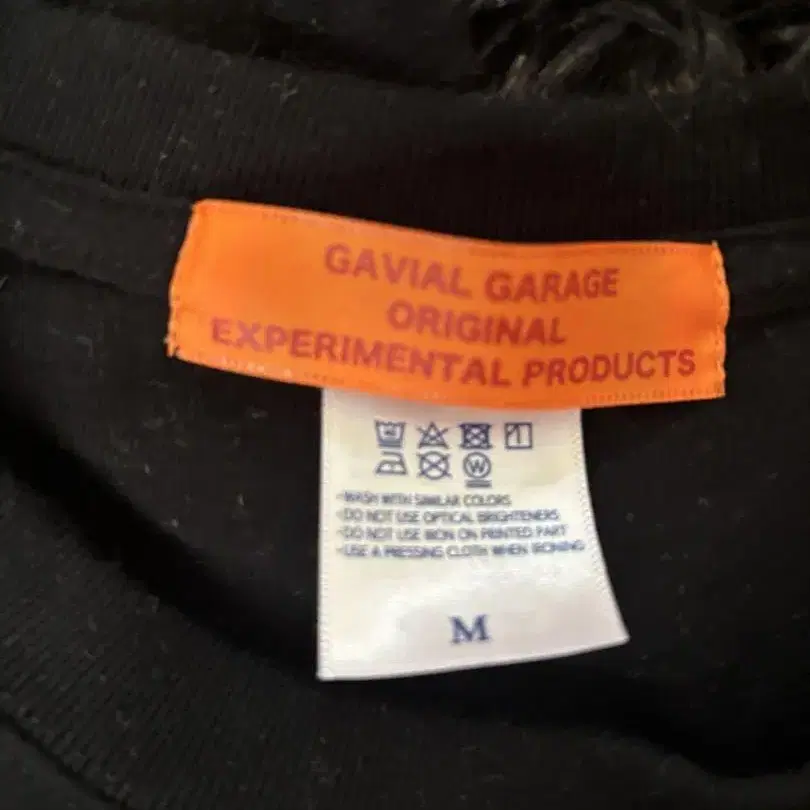 GAVIAL GARAGE
ORIGINAL
EXPERIMENTAL PRODUCTS
W
·WASH WITH SIMILAR COLORS
·DO NOT USE OPTICAL BRIGHTENERS
·DO NOT USE IRON ON PRINTED PART
·USE A PRESSING CLOTH WHEN IRONING
M